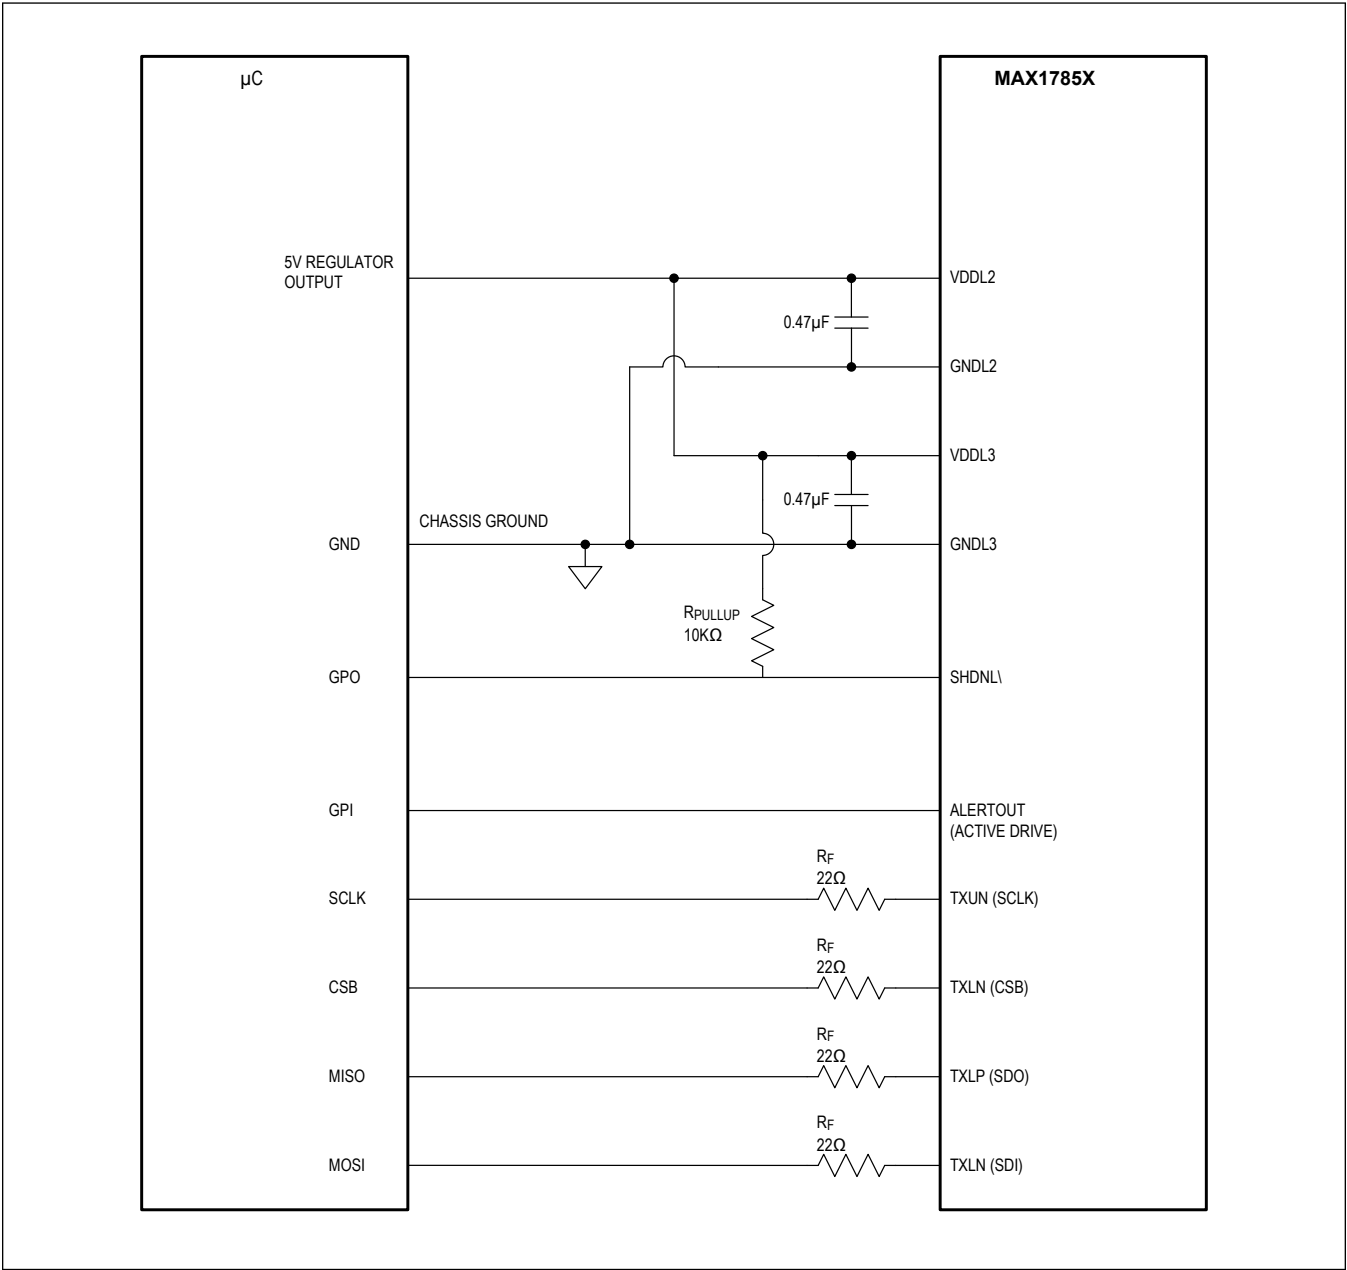 µC
MAX1785X
5V REGULATOR
OUTPUT
VDDL2
0.47µF
GNDL2
VDDL3
0.47µF
CHASSIS GROUND
GND
GNDL3
RPULLUP
10KΩ
GPO
SHDNL\
GPI
ALERTOUT
(ACTIVE DRIVE)
RF
22Ω
SCLK
TXUN (SCLK)
RF
22Ω
CSB
TXLN (CSB)
RF
22Ω
MISO
TXLP (SDO)
RF
22Ω
MOSI
TXLN (SDI)